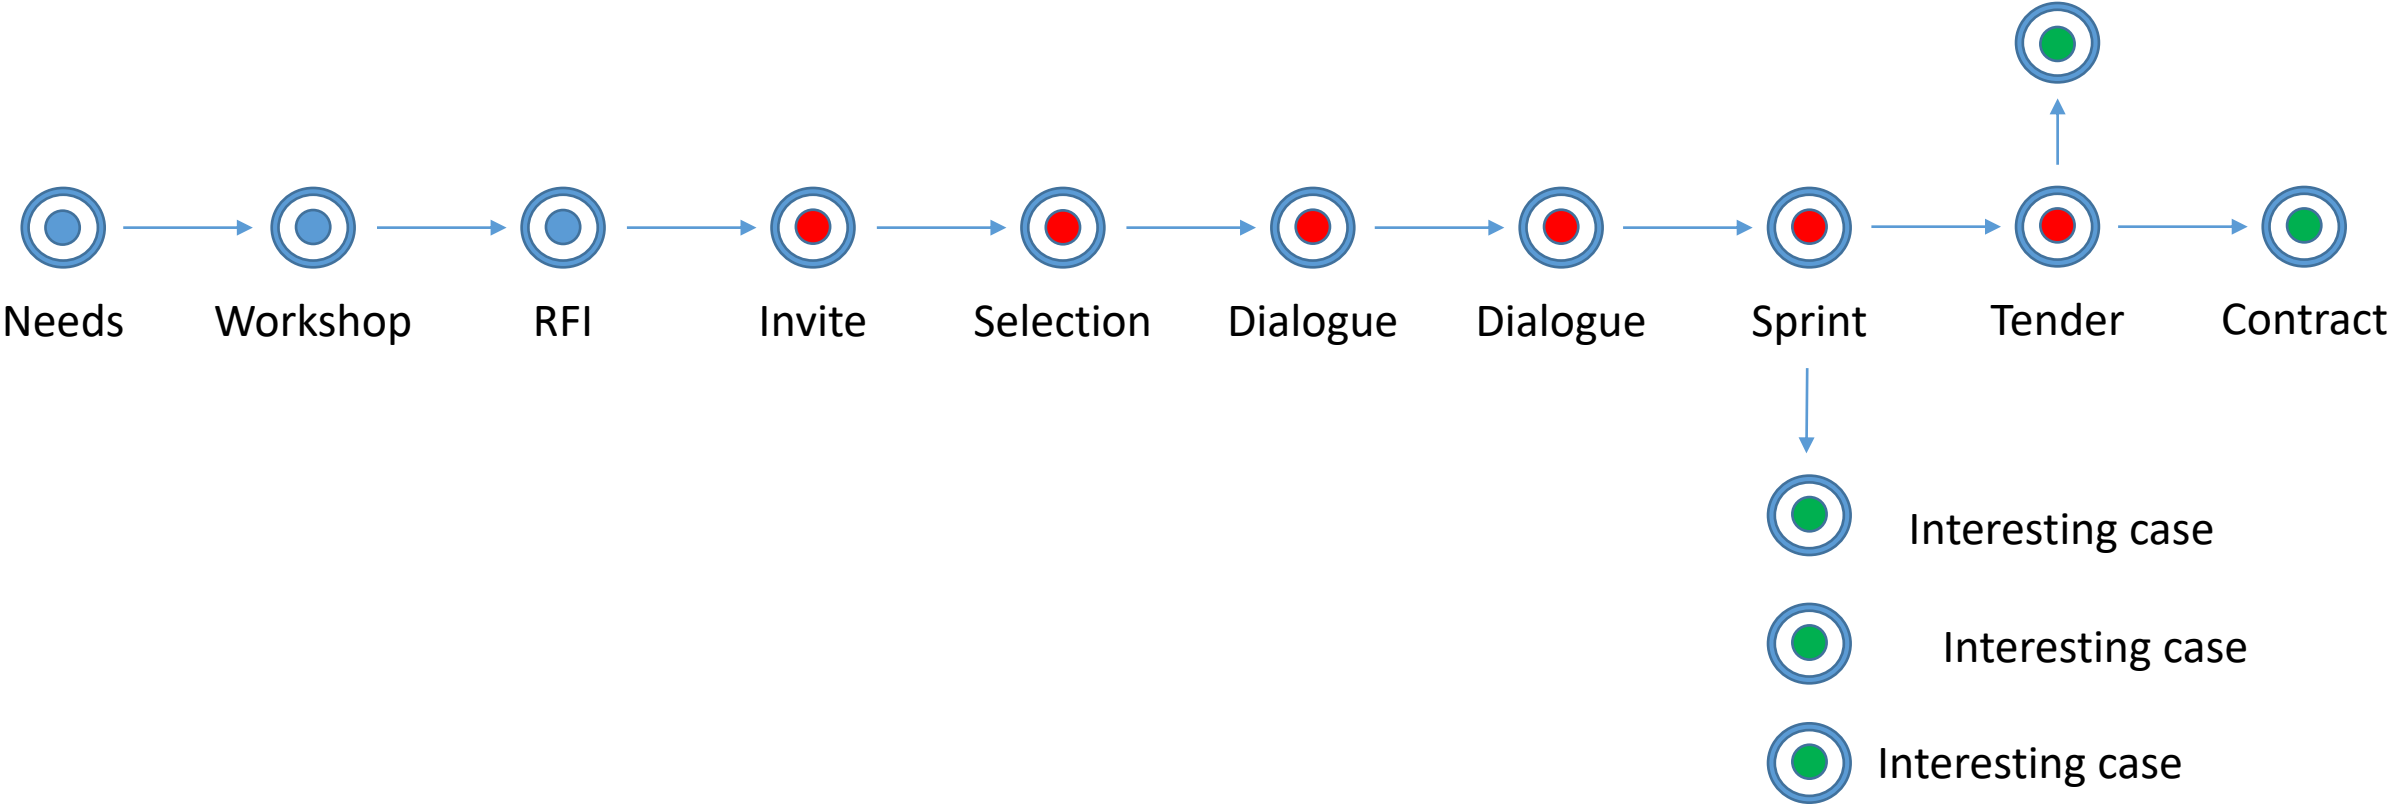 Needs
Workshop
RFI
Invite
Selection
Dialogue
Dialogue
Sprint
Tender
Contract
Interesting case
Interesting case
Interesting case